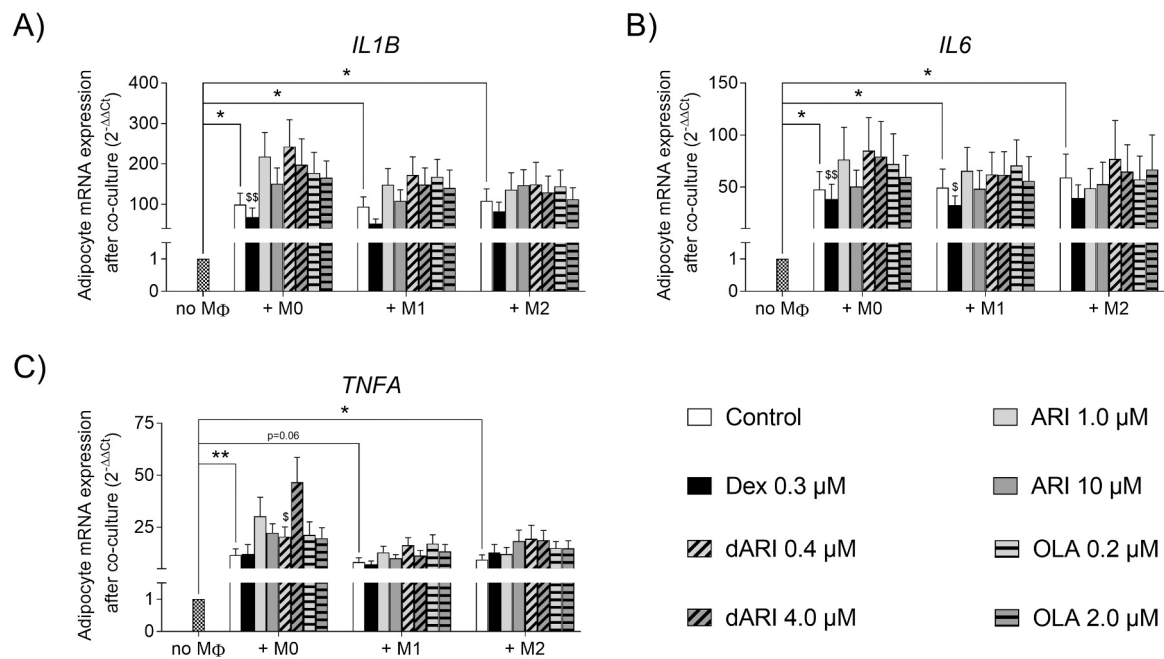 A)
IL1B
Adipocyte mRNA expression
after co-culture (2-ΔΔCt)
400
300
200
100
1
0
*
*
*
$$
no MΦ
+ M0
+ M1
+ M2
B)
IL6
Adipocyte mRNA expression
after co-culture (2-ΔΔCt)
150
100
50
1
0
*
*
*
$$
$
no MΦ
+ M0
+ M1
+ M2
C)
TNFA
Adipocyte mRNA expression
after co-culture (2-ΔΔCt)
75
50
25
1
0
*
p=0.06
**
$
no MΦ
+ M0
+ M1
+ M2
Control
ARI 1.0 µM
Dex 0.3 µM
ARI 10 µM
dARI 0.4 µM
OLA 0.2 µM
dARI 4.0 µM
OLA 2.0 µM